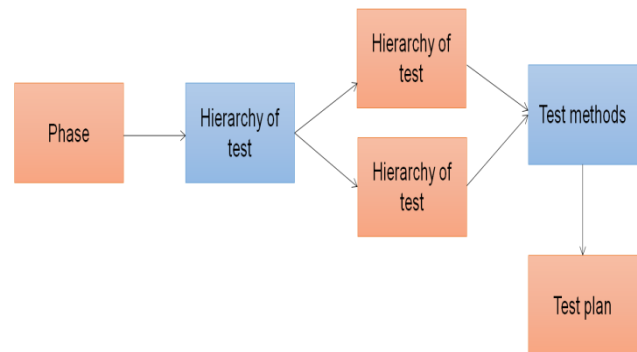 Phase
Hierarchy of
test
Hierarchy of
test
Hierarchy of
test
Test methods
Test plan